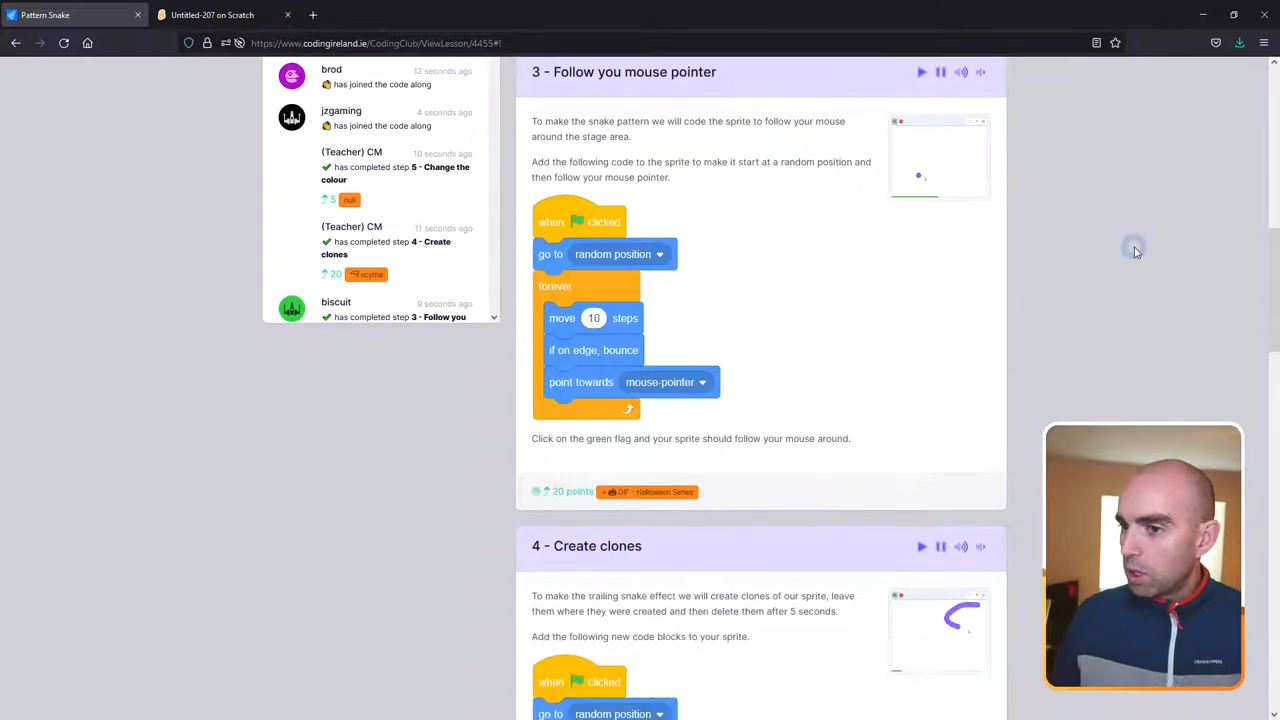 Pattern Snake
Untitled-207 on Scratch
https://www.codingireland.ie/CodingClub/ViewLesson/4455#!
brod
12 seconds ago
has joined the code along
jzgaming
4 seconds ago
has joined the code along
(Teacher) CM
10 seconds ago
has completed step 5 - Change the
colour
5
null
(Teacher) CM
11 seconds ago
has completed step 4 - Create
clones
20
scythe
biscuit
9 seconds ago
has completed step 3 - Follow you
3 - Follow you mouse pointer
To make the snake pattern we will code the sprite to follow your mouse
around the stage area.
Add the following code to the sprite to make it start at a random position and
then follow your mouse pointer.
when clicked
go to random position
forever
move 10 steps
if on edge, bounce
point towards mouse-pointer
Click on the green flag and your sprite should follow your mouse around.
20 points
+ GIF - Halloween Series
4 - Create clones
To make the trailing snake effect we will create clones of our sprite, leave
them where they were created and then delete them after 5 seconds.
Add the following new code blocks to your sprite.
when clicked
go to random position